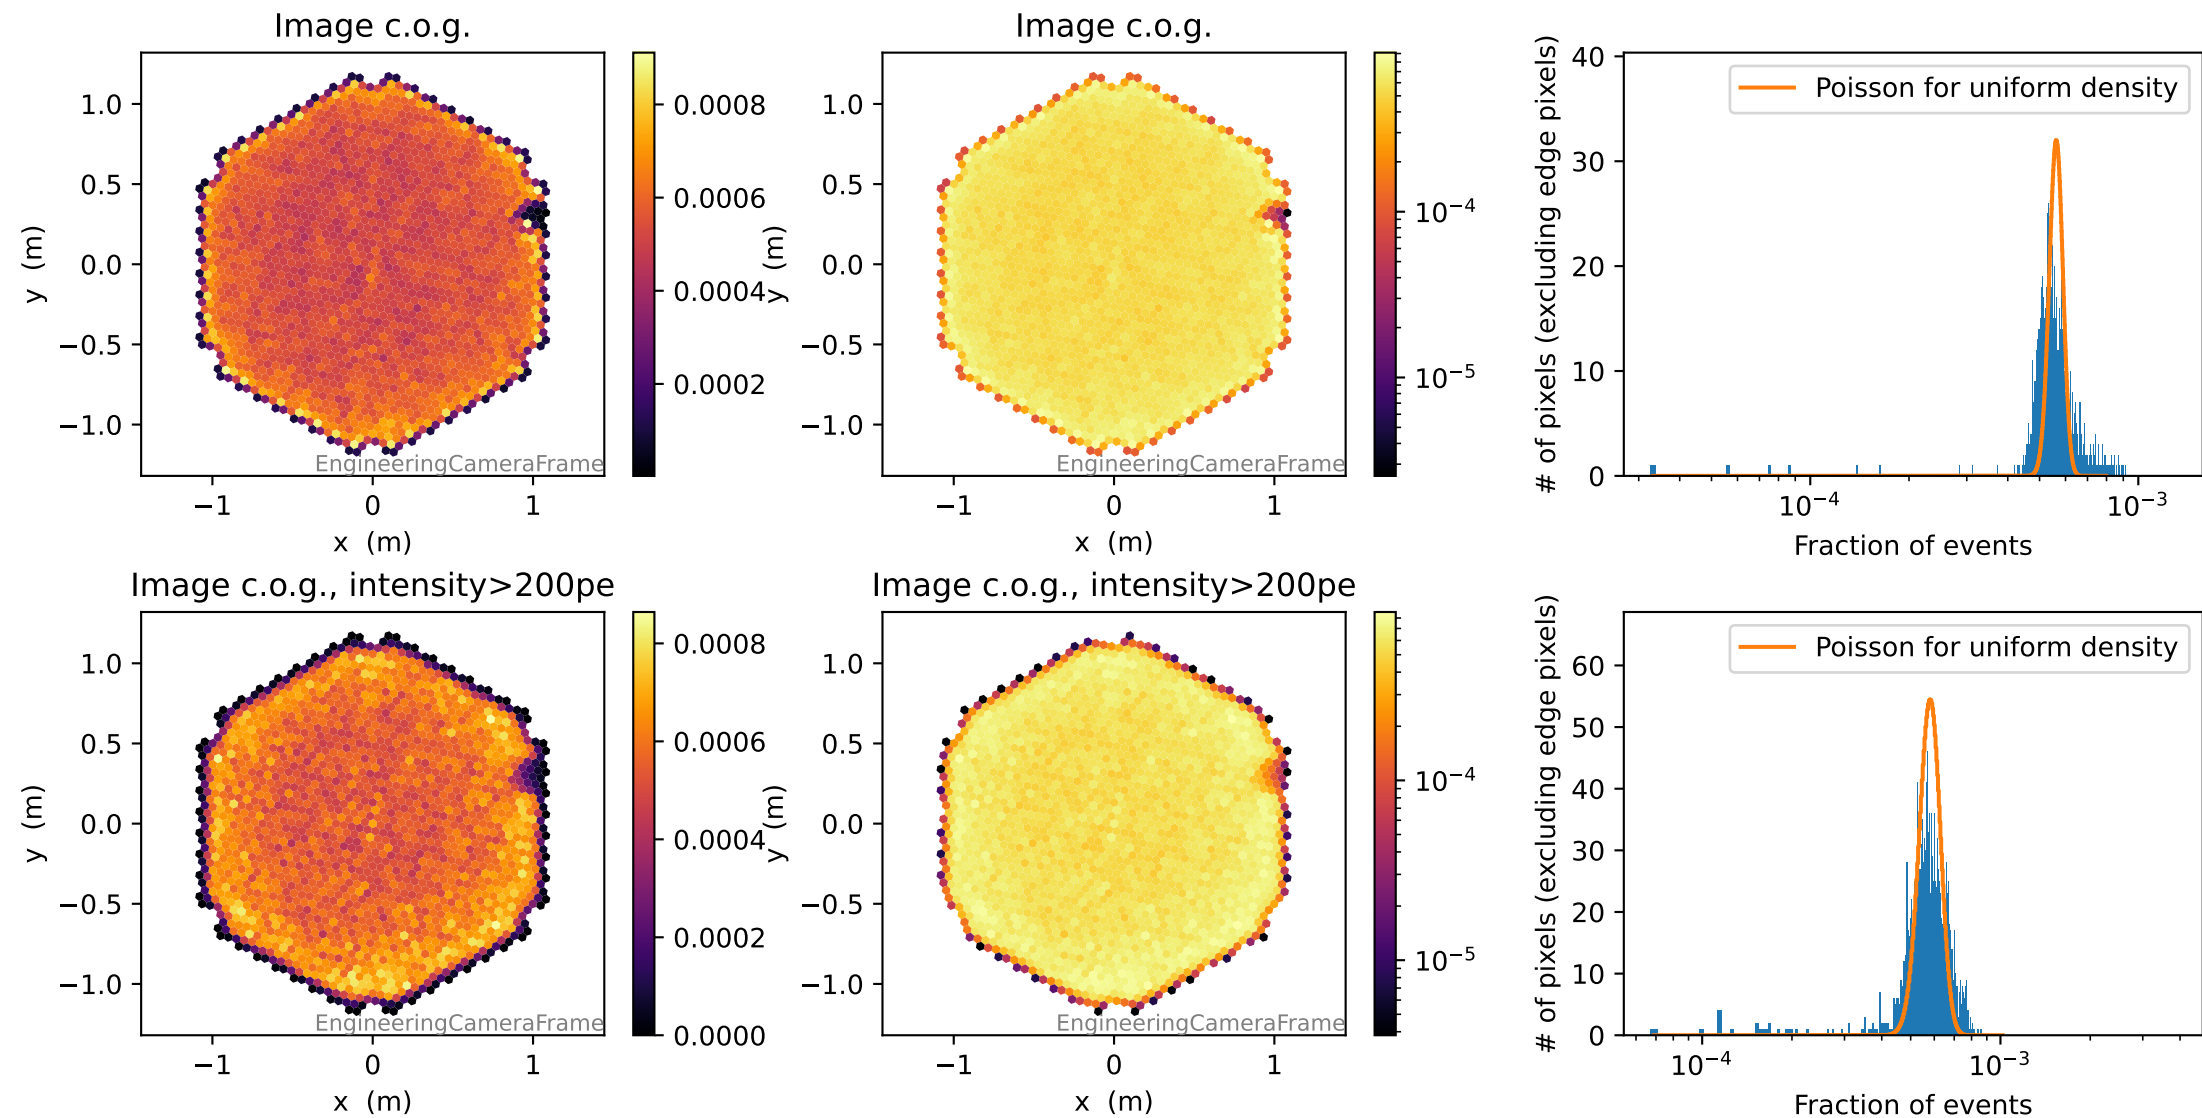 Image c.o.g.
1.0
0.5
0.0
−0.5
−1.0
y (m)
−1
0
1
x (m)
EngineeringCameraFrame
0.0008
0.0006
0.0004
0.0002
Image c.o.g.
1.0
0.5
0.0
−0.5
−1.0
y (m)
−1
0
1
x (m)
EngineeringCameraFrame
10⁻⁴
10⁻⁵
# of pixels (excluding edge pixels)
40
30
20
10
0
Poisson for uniform density
10⁻⁴
10⁻³
Fraction of events
Image c.o.g., intensity>200pe
1.0
0.5
0.0
−0.5
−1.0
y (m)
−1
0
1
x (m)
EngineeringCameraFrame
0.0008
0.0006
0.0004
0.0002
0.0000
Image c.o.g., intensity>200pe
1.0
0.5
0.0
−0.5
−1.0
y (m)
−1
0
1
x (m)
EngineeringCameraFrame
10⁻⁴
10⁻⁵
# of pixels (excluding edge pixels)
60
50
40
30
20
10
0
Poisson for uniform density
10⁻⁴
10⁻³
Fraction of events